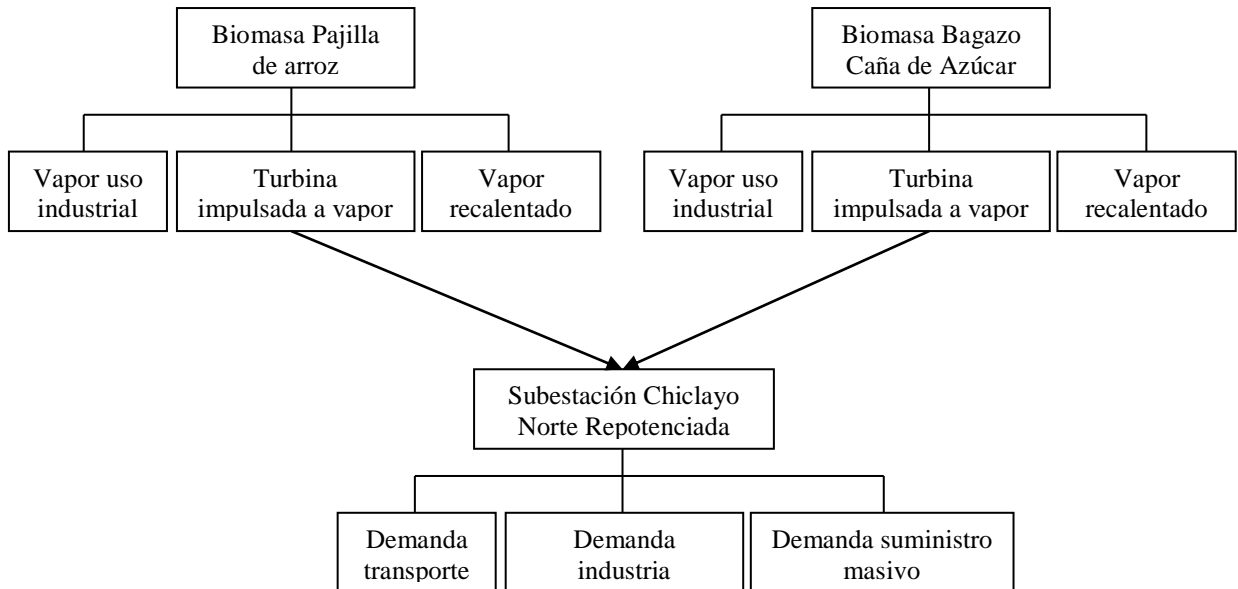 Biomasa Pajilla
de arroz
Biomasa Bagazo
Caña de Azúcar
Vapor uso
industrial
Turbina
impulsada a vapor
Vapor
recalentado
Vapor uso
industrial
Turbina
impulsada a vapor
Vapor
recalentado
Subestación Chiclayo
Norte Repotenciada
Demanda
transporte
Demanda
industria
Demanda suministro
masivo